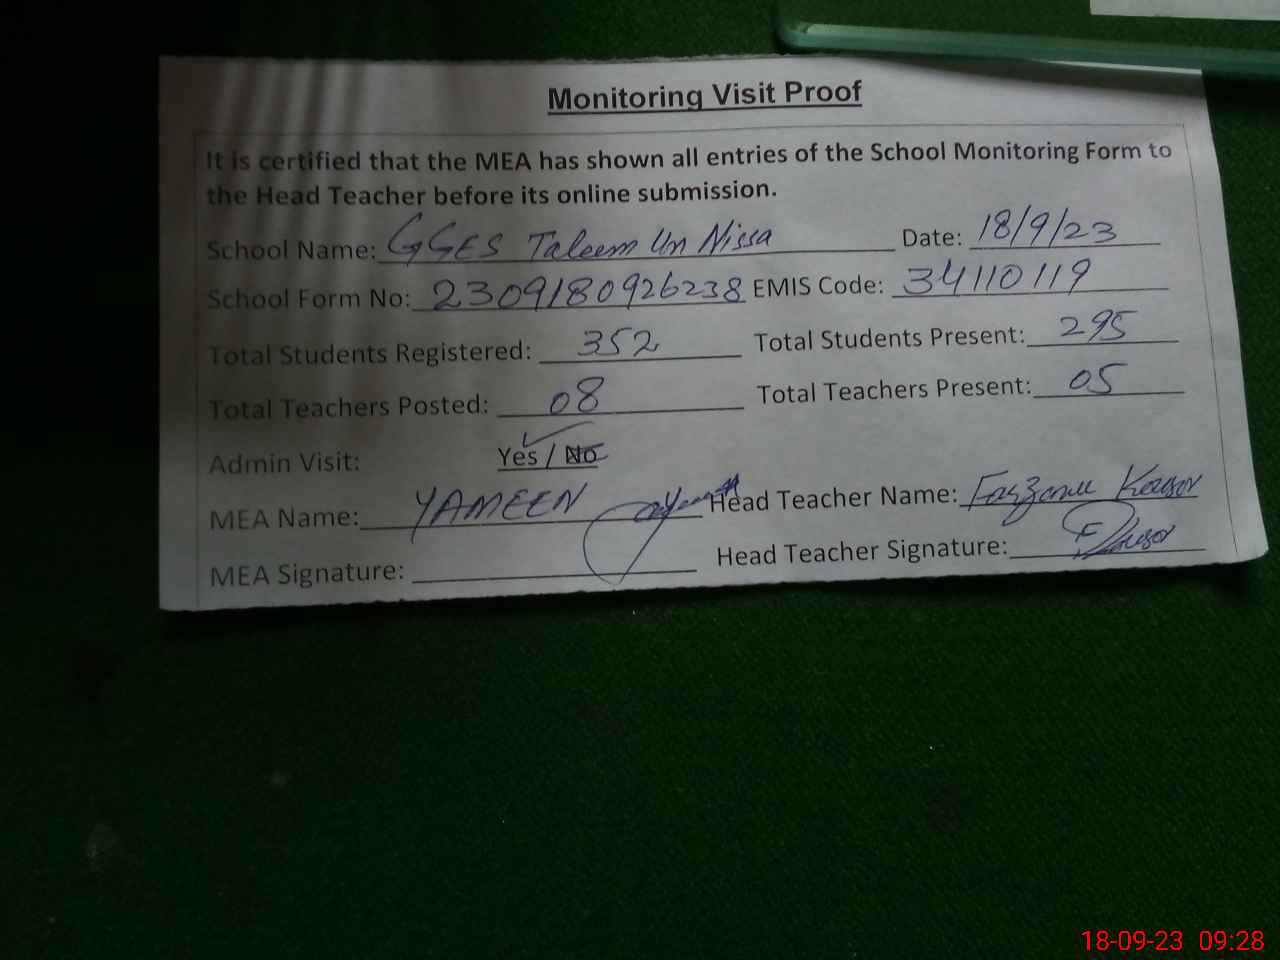 Monitoring Visit Proof
It is certified that the MEA has shown all entries of the School Monitoring Form to
the Head Teacher before its online submission.
School Name: GGES Taleem Un Nissa Date: 18/9/23
School Form No: 2309180926238 EMIS Code: 34110119
Total Students Registered: 352 Total Students Present: 295
Total Teachers Posted: 08 Total Teachers Present: 05
Admin Visit: Yes / No
MEA Name: YAMEEN Head Teacher Name: Kousor
MEA Signature: Head Teacher Signature:
18-09-23 09:28